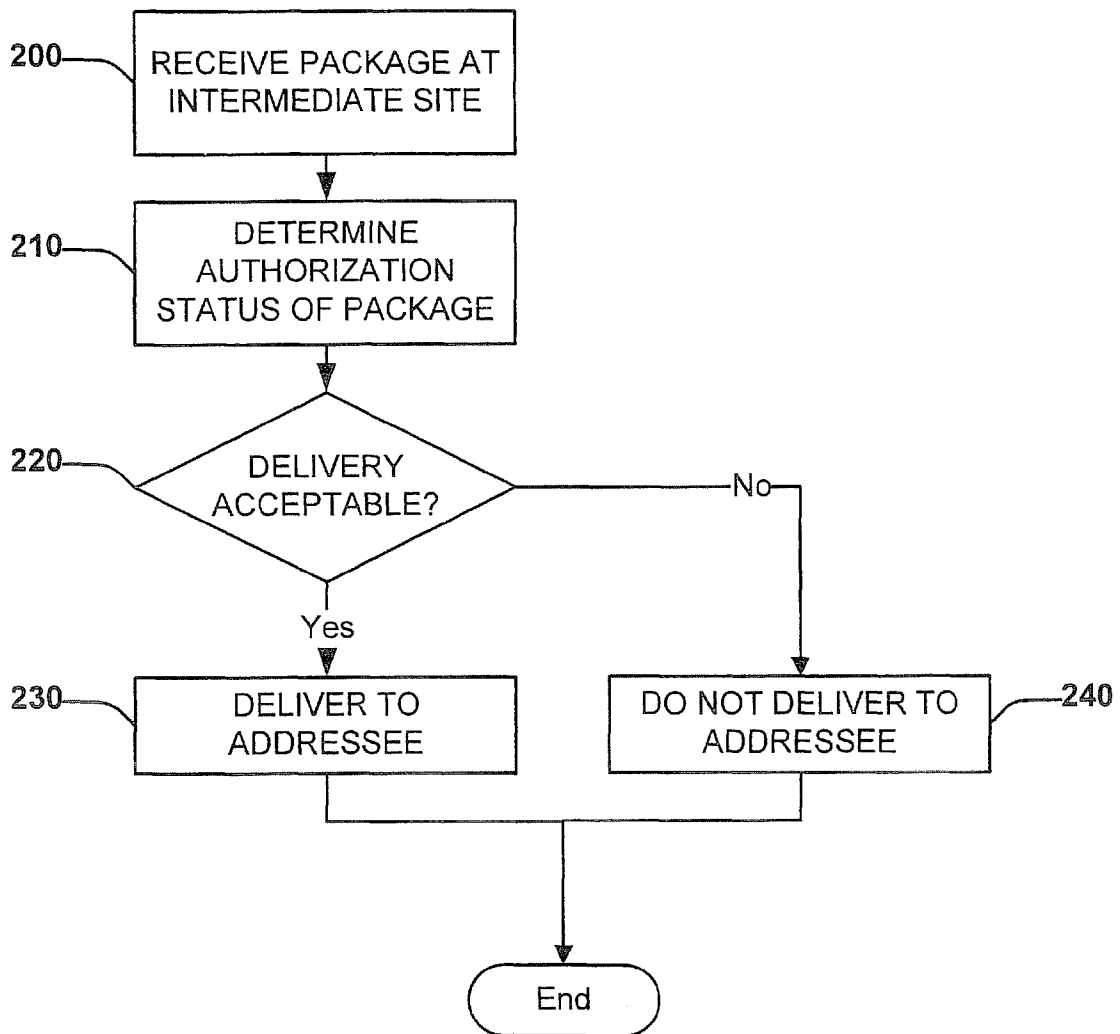 200
RECEIVE PACKAGE AT
INTERMEDIATE SITE
210
DETERMINE
AUTHORIZATION
STATUS OF PACKAGE
220
DELIVERY
ACCEPTABLE?
No
Yes
230
DELIVER TO
ADDRESSEE
DO NOT DELIVER TO
ADDRESSEE
240
End